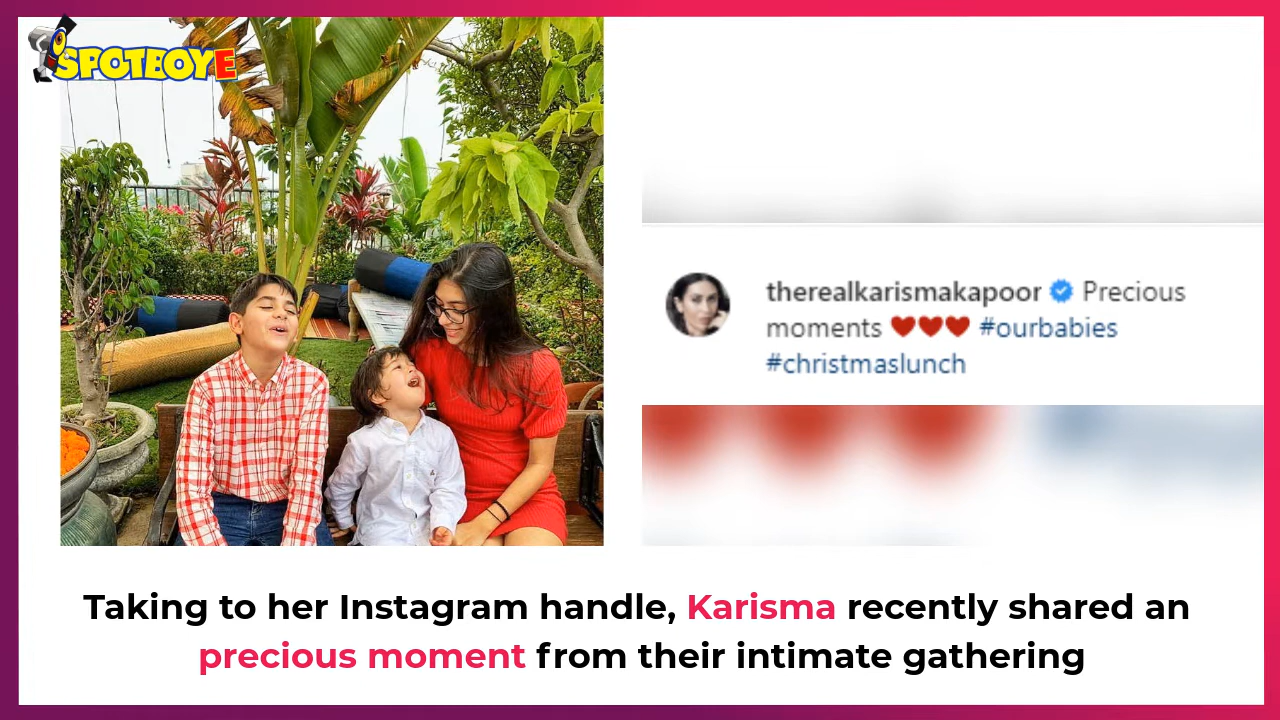 SPOTBOYE
therealkarismakapoor Precious
moments ❤❤❤ #ourbabies
#christmaslunch
Taking to her Instagram handle, Karisma recently shared an
precious moment from their intimate gathering